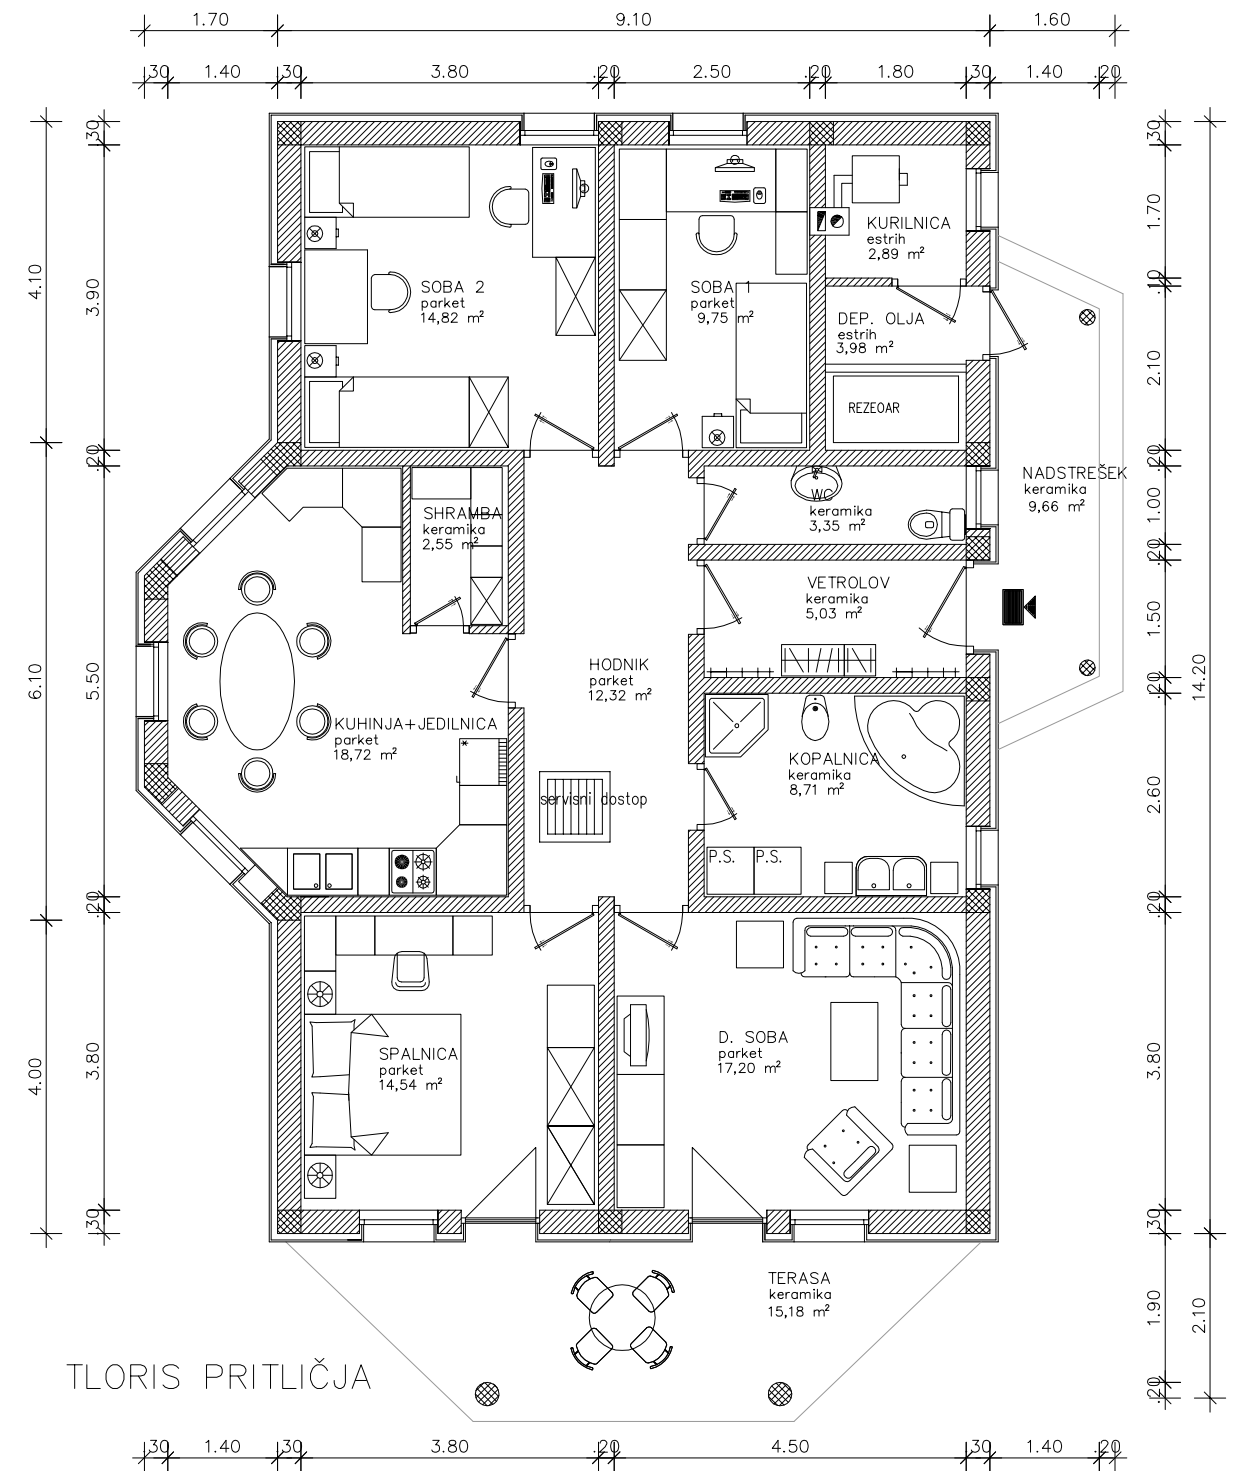 1.70
9.10
1.60
.30
1.40
.30
3.80
.20
2.50
.20
1.80
.30
1.40
.20
.30
4.10
3.90
.20
6.10
5.50
.20
4.00
3.80
.30
.30
1.70
.10
2.10
.20
1.00
.20
1.50
.20
2.60
.20
3.80
.30
1.90
.20
14.20
2.10
SOBA 2
parket
14,82 m²
SOBA 1
parket
9,75 m²
KURILNICA
estrih
2,89 m²
DEP. OLJA
estrih
3,98 m²
REZEOAR
SHRAMBA
keramika
2,55 m²
WC
keramika
3,35 m²
NADSTREŠEK
keramika
9,66 m²
VETROLOV
keramika
5,03 m²
HODNIK
parket
12,32 m²
KUHINJA+JEDILNICA
parket
18,72 m²
*
KOPALNICA
keramika
8,71 m²
servisni dostop
P.S.
P.S.
SPALNICA
parket
14,54 m²
D. SOBA
parket
17,20 m²
TERASA
keramika
15,18 m²
TLORIS PRITLIČJA
.30
1.40
.30
3.80
.20
4.50
.30
1.40
.20